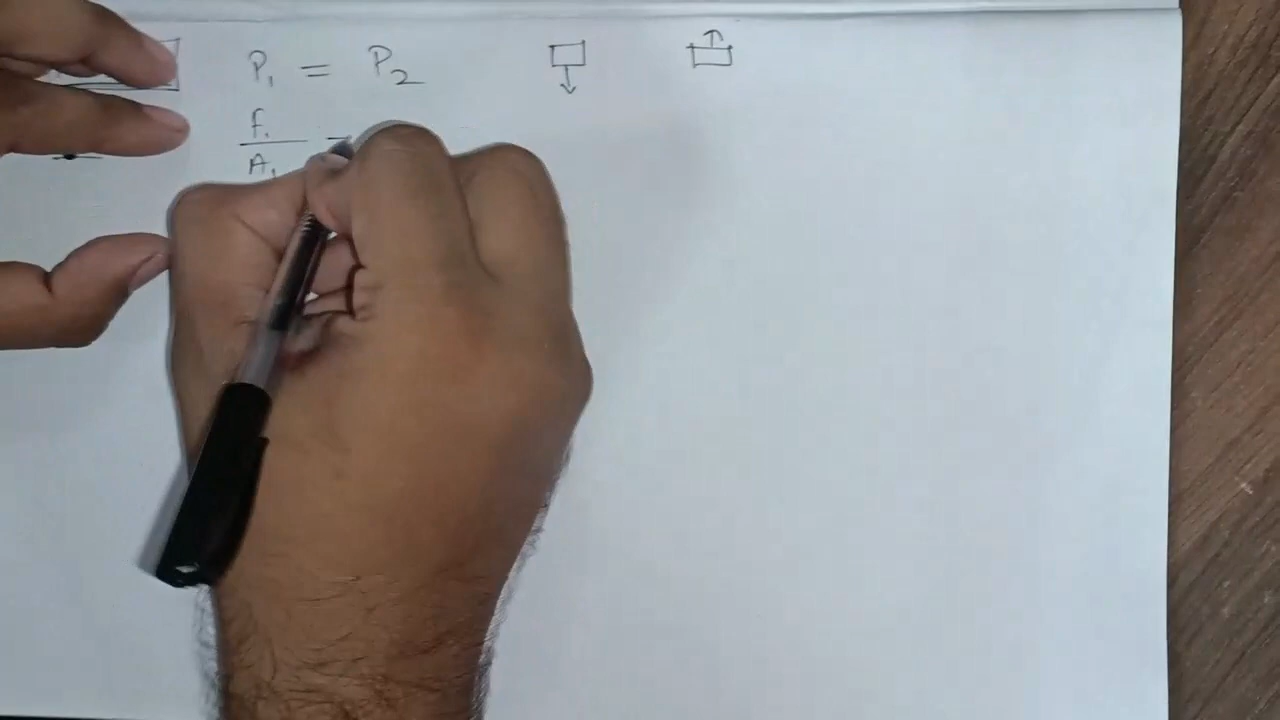 P₁ = P₂
F₁
A₁